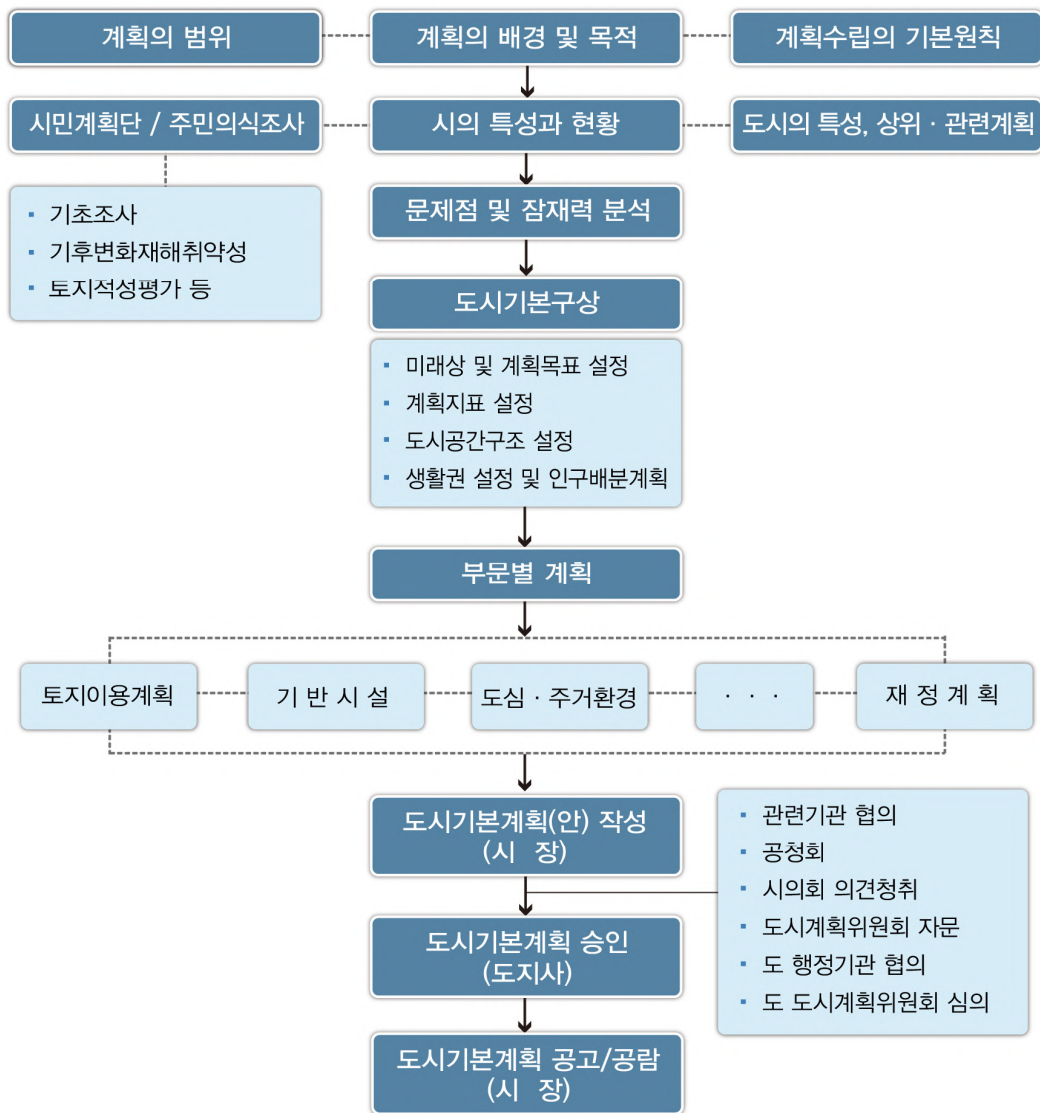 계획의 범위
계획의 배경 및 목적
계획수립의 기본원칙
시민계획단 / 주민의식조사
시의 특성과 현황
도시의 특성, 상위 · 관련계획
▪ 기초조사
▪ 기후변화재해취약성
▪ 토지적성평가 등
문제점 및 잠재력 분석
도시기본구상
▪ 미래상 및 계획목표 설정
▪ 계획지표 설정
▪ 도시공간구조 설정
▪ 생활권 설정 및 인구배분계획
부문별 계획
토지이용계획
기 반 시 설
도심 · 주거환경
· · ·
재 정 계 획
도시기본계획(안) 작성
(시 장)
▪ 관련기관 협의
▪ 공청회
▪ 시의회 의견청취
▪ 도시계획위원회 자문
▪ 도 행정기관 협의
▪ 도 도시계획위원회 심의
도시기본계획 승인
(도지사)
도시기본계획 공고/공람
(시 장)